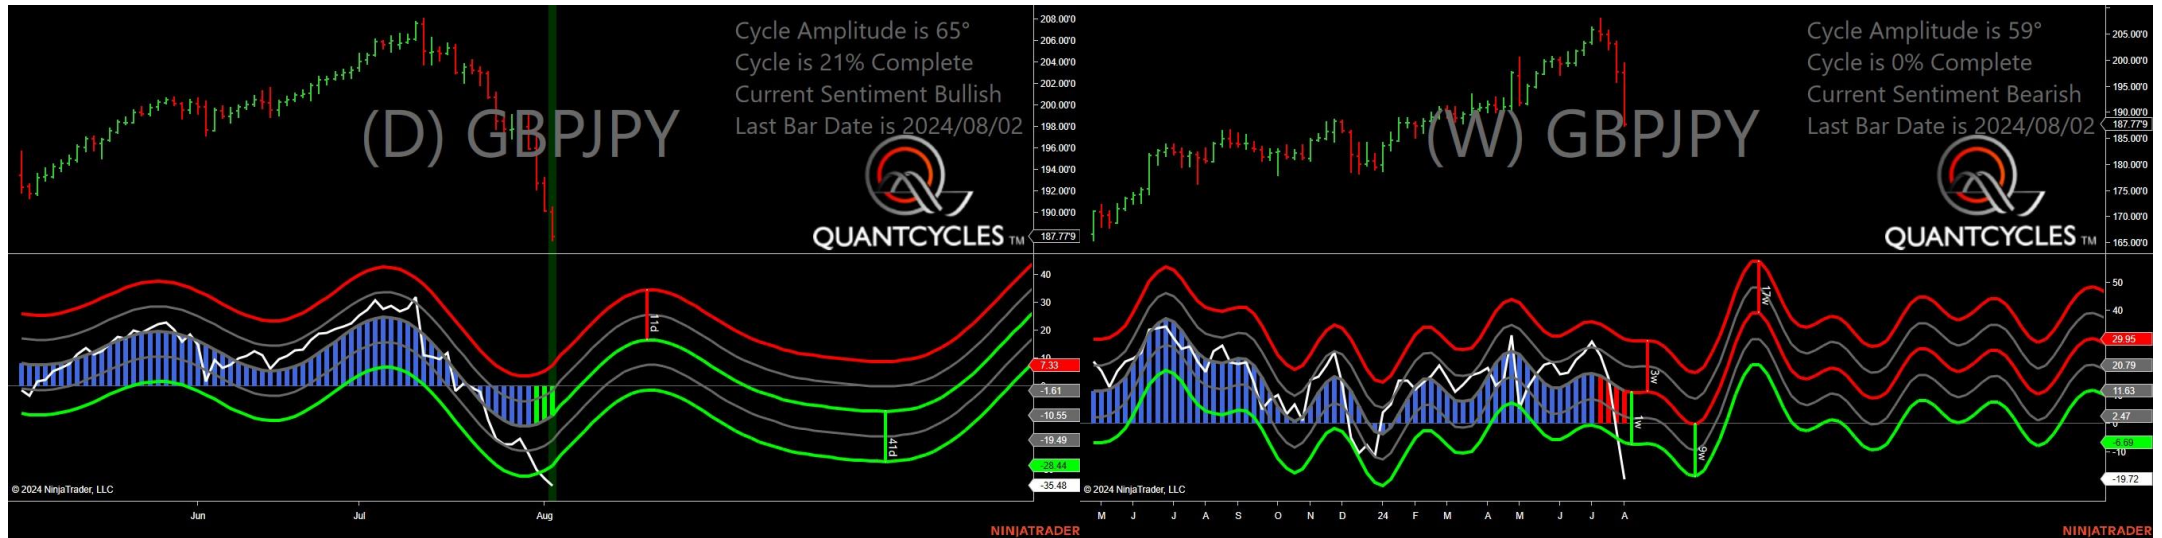 Cycle Amplitude is 65°
Cycle is 21% Complete
Current Sentiment Bullish
Last Bar Date is 2024/08/02
(D) GBPJPY
QUANTCYCLES TM
208.00'0
206.00'0
204.00'0
202.00'0
200.00'0
198.00'0
196.00'0
194.00'0
192.00'0
190.00'0
187.77'9
40
30
20
10
7.33
-1.61
-10.55
-19.49
-28.44
-35.48
11d
41d
© 2024 NinjaTrader, LLC
Jun
Jul
Aug
NINJATRADER
Cycle Amplitude is 59°
Cycle is 0% Complete
Current Sentiment Bearish
Last Bar Date is 2024/08/02
(W) GBPJPY
QUANTCYCLES TM
205.00'0
200.00'0
195.00'0
190.00'0
187.77'9
185.00'0
180.00'0
175.00'0
170.00'0
165.00'0
50
40
29.95
20.79
11.63
2.47
0
-6.69
-10
-19.72
3w
1w
9w
17w
© 2024 NinjaTrader, LLC
M J J A S O N D 24 F M A M J J A
NINJATRADER